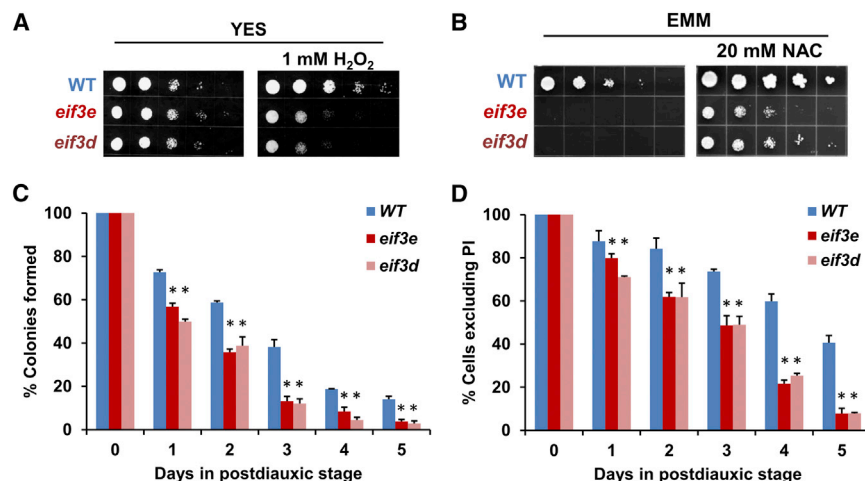 A
YES
1 mM H₂O₂
WT
eif3e
eif3d
B
EMM
20 mM NAC
WT
eif3e
eif3d
C
% Colonies formed
100
80
60
40
20
0
WT
eif3e
eif3d
* *
* *
* *
* *
* *
0 1 2 3 4 5
Days in postdiauxic stage
D
% Cells excluding PI
100
80
60
40
20
0
WT
eif3e
eif3d
* *
* *
* *
* *
* *
0 1 2 3 4 5
Days in postdiauxic stage